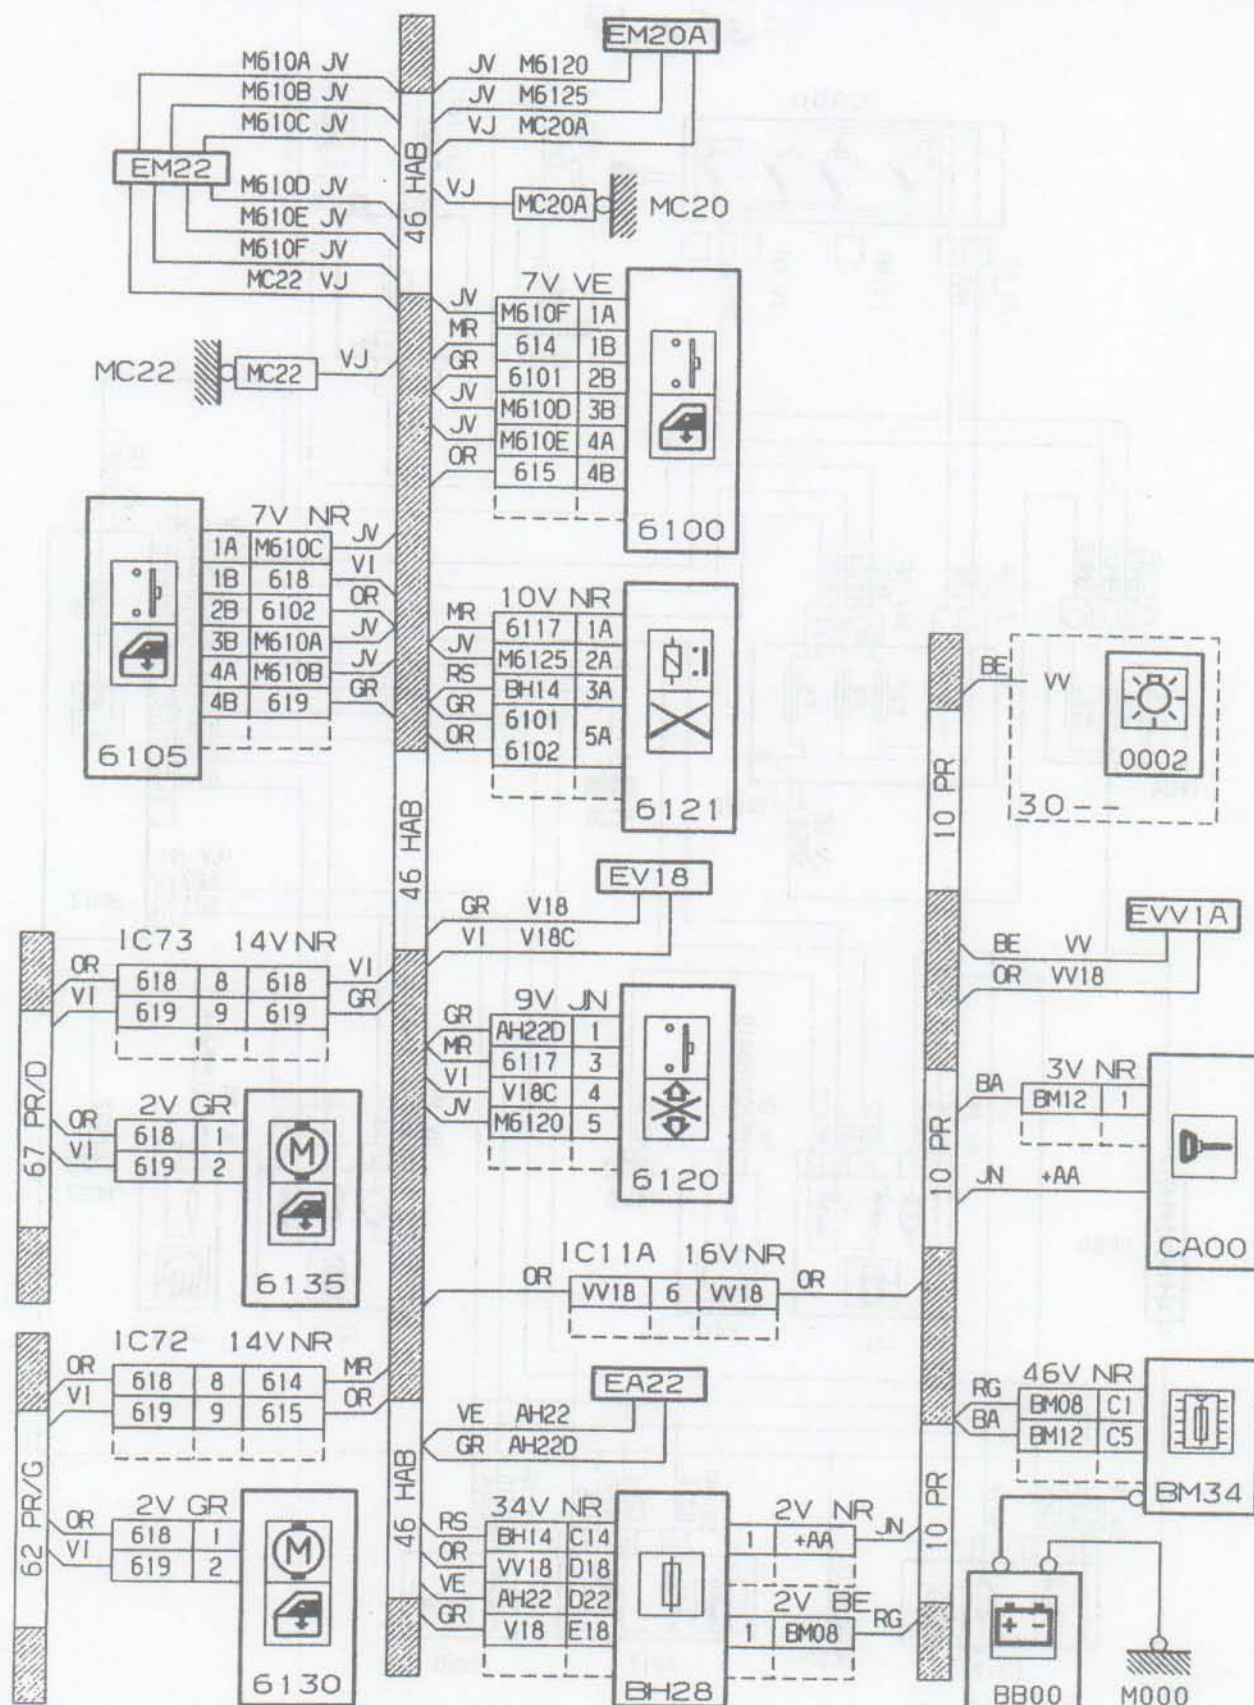 EM20A
M610A JV
M610B JV
M610C JV
EM22
M610D JV
M610E JV
M610F JV
MC22 VJ
JV M6120
JV M6125
VJ MC20A
46 HAB
VJ MC20A MC20
MC22 MC22 VJ
7V VE
JV M610F 1A
MR 614 1B
GR 6101 2B
JV M610D 3B
JV M610E 4A
OR 615 4B
6100
7V NR
1A M610C JV
1B 618 VI
2B 6102 OR
3B M610A JV
4A M610B JV
4B 619 GR
6105
10V NR
MR 6117 1A
JV M6125 2A
RS BH14 3A
GR 6101 5A
OR 6102
6121
46 HAB
EV18
GR V18
VI V18C
BE VV
0002
30 - -
10 PR
EVV1A
BE VV
OR VV18
1C73 14V NR
OR 618 8 618 VI
VI 619 9 619 GR
67 PR/D
2V GR
OR 618 1
VI 619 2
6135
9V JN
GR AH22D 1
MR 6117 3
VI V18C 4
JV M6120 5
6120
10 PR
3V NR
BA BM12 1
JN +AA
CA00
1C11A 16V NR
OR VV18 6 VV18 OR
1C72 14V NR
OR 618 8 614 MR
VI 619 9 615 OR
62 PR/G
2V GR
OR 618 1
VI 619 2
M
6130
M
EA22
VE AH22
GR AH22D
46 HAB
34V NR
RS BH14 C14
OR VV18 D18
VE AH22 D22
GR V18 E18
BH28
2V NR
1 +AA JN
2V BE
1 BM08 RG
10 PR
46V NR
RG BM08 C1
BA BM12 C5
BM34
+ -
BB00
M000